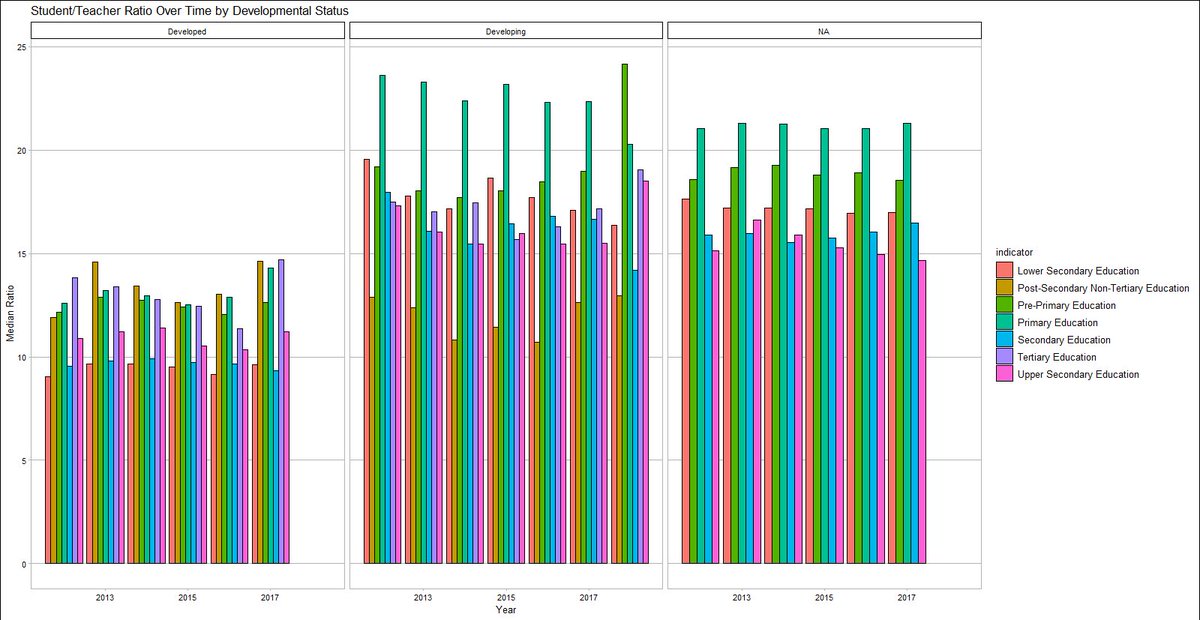 Student/Teacher Ratio Over Time by Developmental Status
Developed
Developing
NA
25
20
15
10
5
0
Median Ratio
2013
2015
2017
2013
2015
2017
2013
2015
2017
Year
indicator
Lower Secondary Education
Post-Secondary Non-Tertiary Education
Pre-Primary Education
Primary Education
Secondary Education
Tertiary Education
Upper Secondary Education